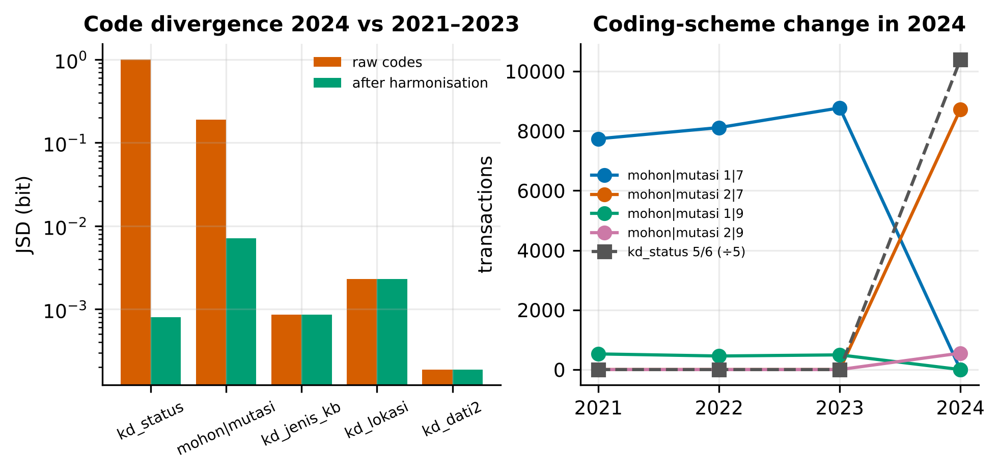 Code divergence 2024 vs 2021–2023
JSD (bit)
10⁰
10⁻¹
10⁻²
10⁻³
raw codes
after harmonisation
kd_status
mohon|mutasi
kd_jenis_kb
kd_lokasi
kd_dati2
Coding-scheme change in 2024
transactions
10000
8000
6000
4000
2000
0
mohon|mutasi 1|7
mohon|mutasi 2|7
mohon|mutasi 1|9
mohon|mutasi 2|9
kd_status 5/6 (÷5)
2021
2022
2023
2024